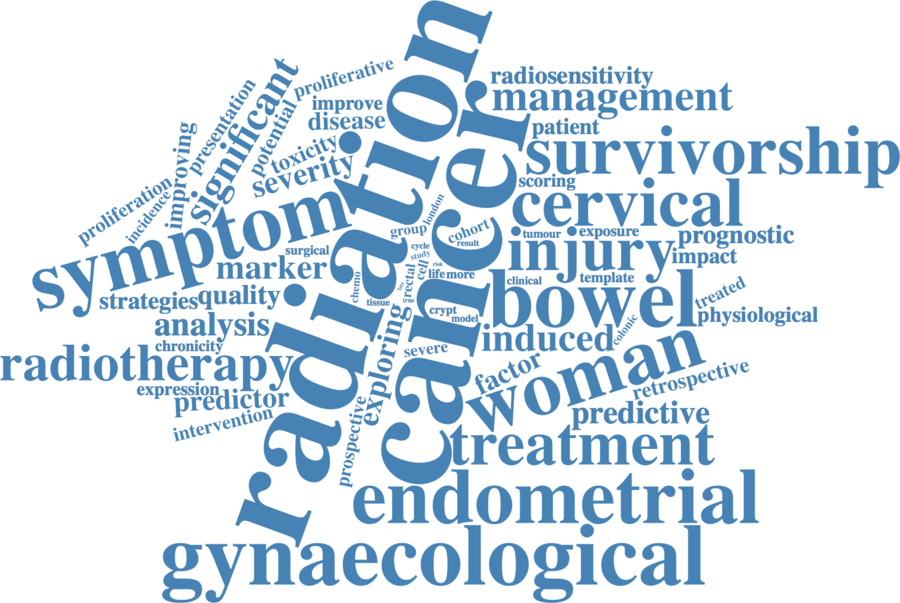 radiation
cancer
proliferative
radiosensitivity
management
improve
disease
significant
presentation
potential
toxicity
severity
patient
survivorship
improving
proliferation
incidence
scoring
cervical
symptom
london
group
cohort
result
tumour
exposure
injury
prognostic
impact
surgical
cycle
study
risk
marker
cell
rectal
life
more
clinical
template
bowel
treated
physiological
chemo
true
tissue
strategies
quality
crypt
model
colonic
analysis
exploring
induced
chronicity
severe
radiotherapy
woman
factor
retrospective
expression
predictor
intervention
prospective
predictive
treatment
endometrial
gynaecological